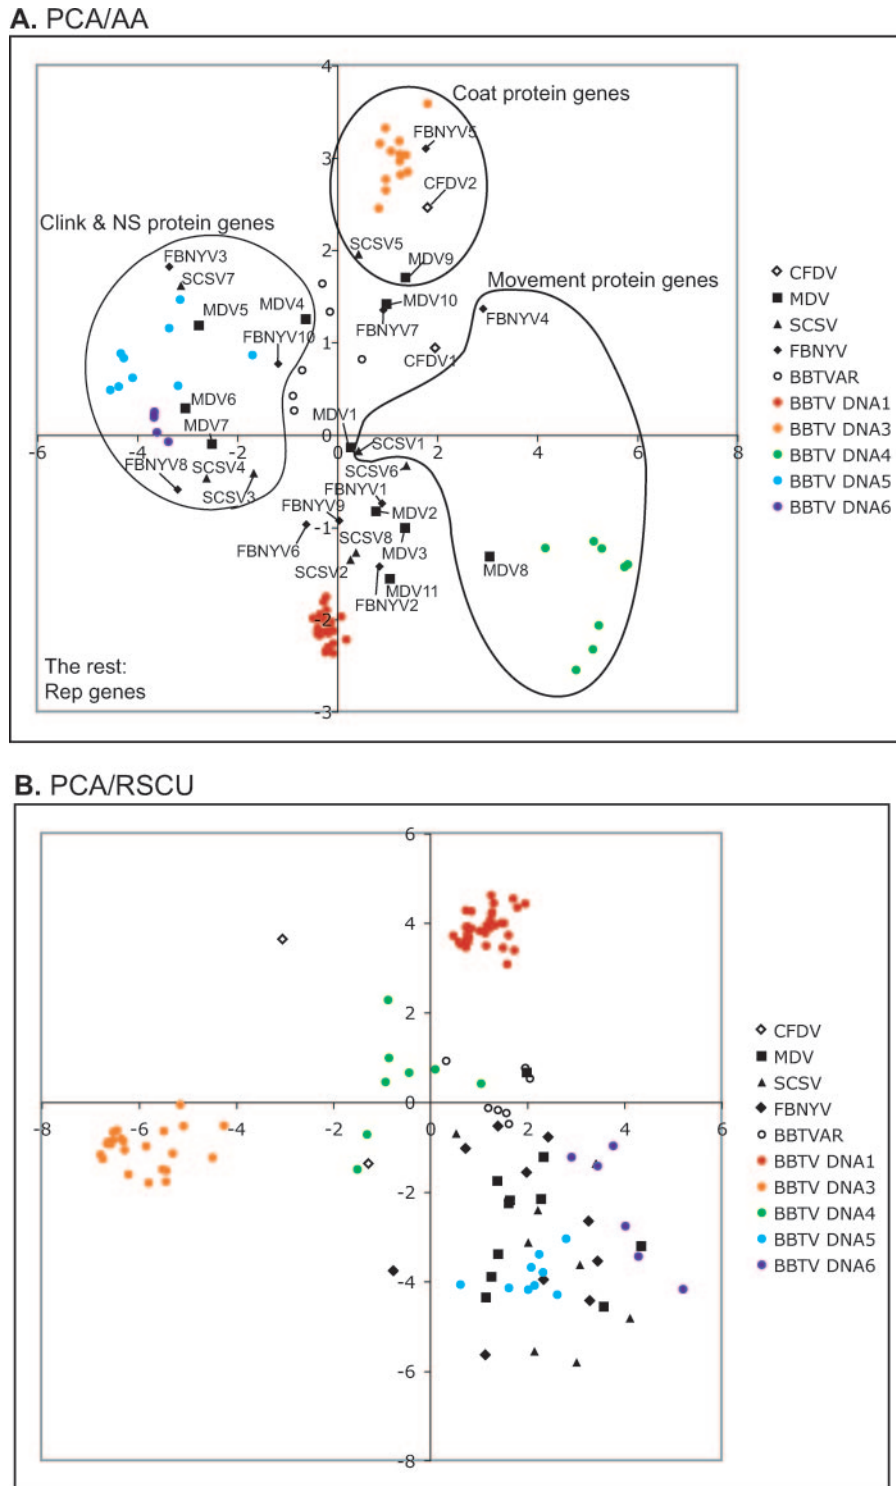 A. PCA/AA
4
Coat protein genes
FBNYV5
3
CFDV2
Clink & NS protein genes
SCSV5
FBNYV3
2
MDV9
SCSV7
Movement protein genes
MDV5
MDV4
MDV10
FBNYV10
FBNYV7
FBNYV4
1
CFDV1
MDV6
MDV1
MDV7
SCSV1
-6
-4
-2
0
0
2
4
6
8
FBNYV8
SCSV4
SCSV6
SCSV3
FBNYV1
FBNYV9
MDV2
-1
FBNYV6
SCSV8
MDV3
SCSV2
MDV8
MDV11
FBNYV2
-2
The rest:
Rep genes
-3
CFDV
MDV
SCSV
FBNYV
BBTVAR
BBTV DNA1
BBTV DNA3
BBTV DNA4
BBTV DNA5
BBTV DNA6
B. PCA/RSCU
6
4
2
0
-8
-6
-4
-2
0
2
4
6
-2
-4
-6
-8
CFDV
MDV
SCSV
FBNYV
BBTVAR
BBTV DNA1
BBTV DNA3
BBTV DNA4
BBTV DNA5
BBTV DNA6